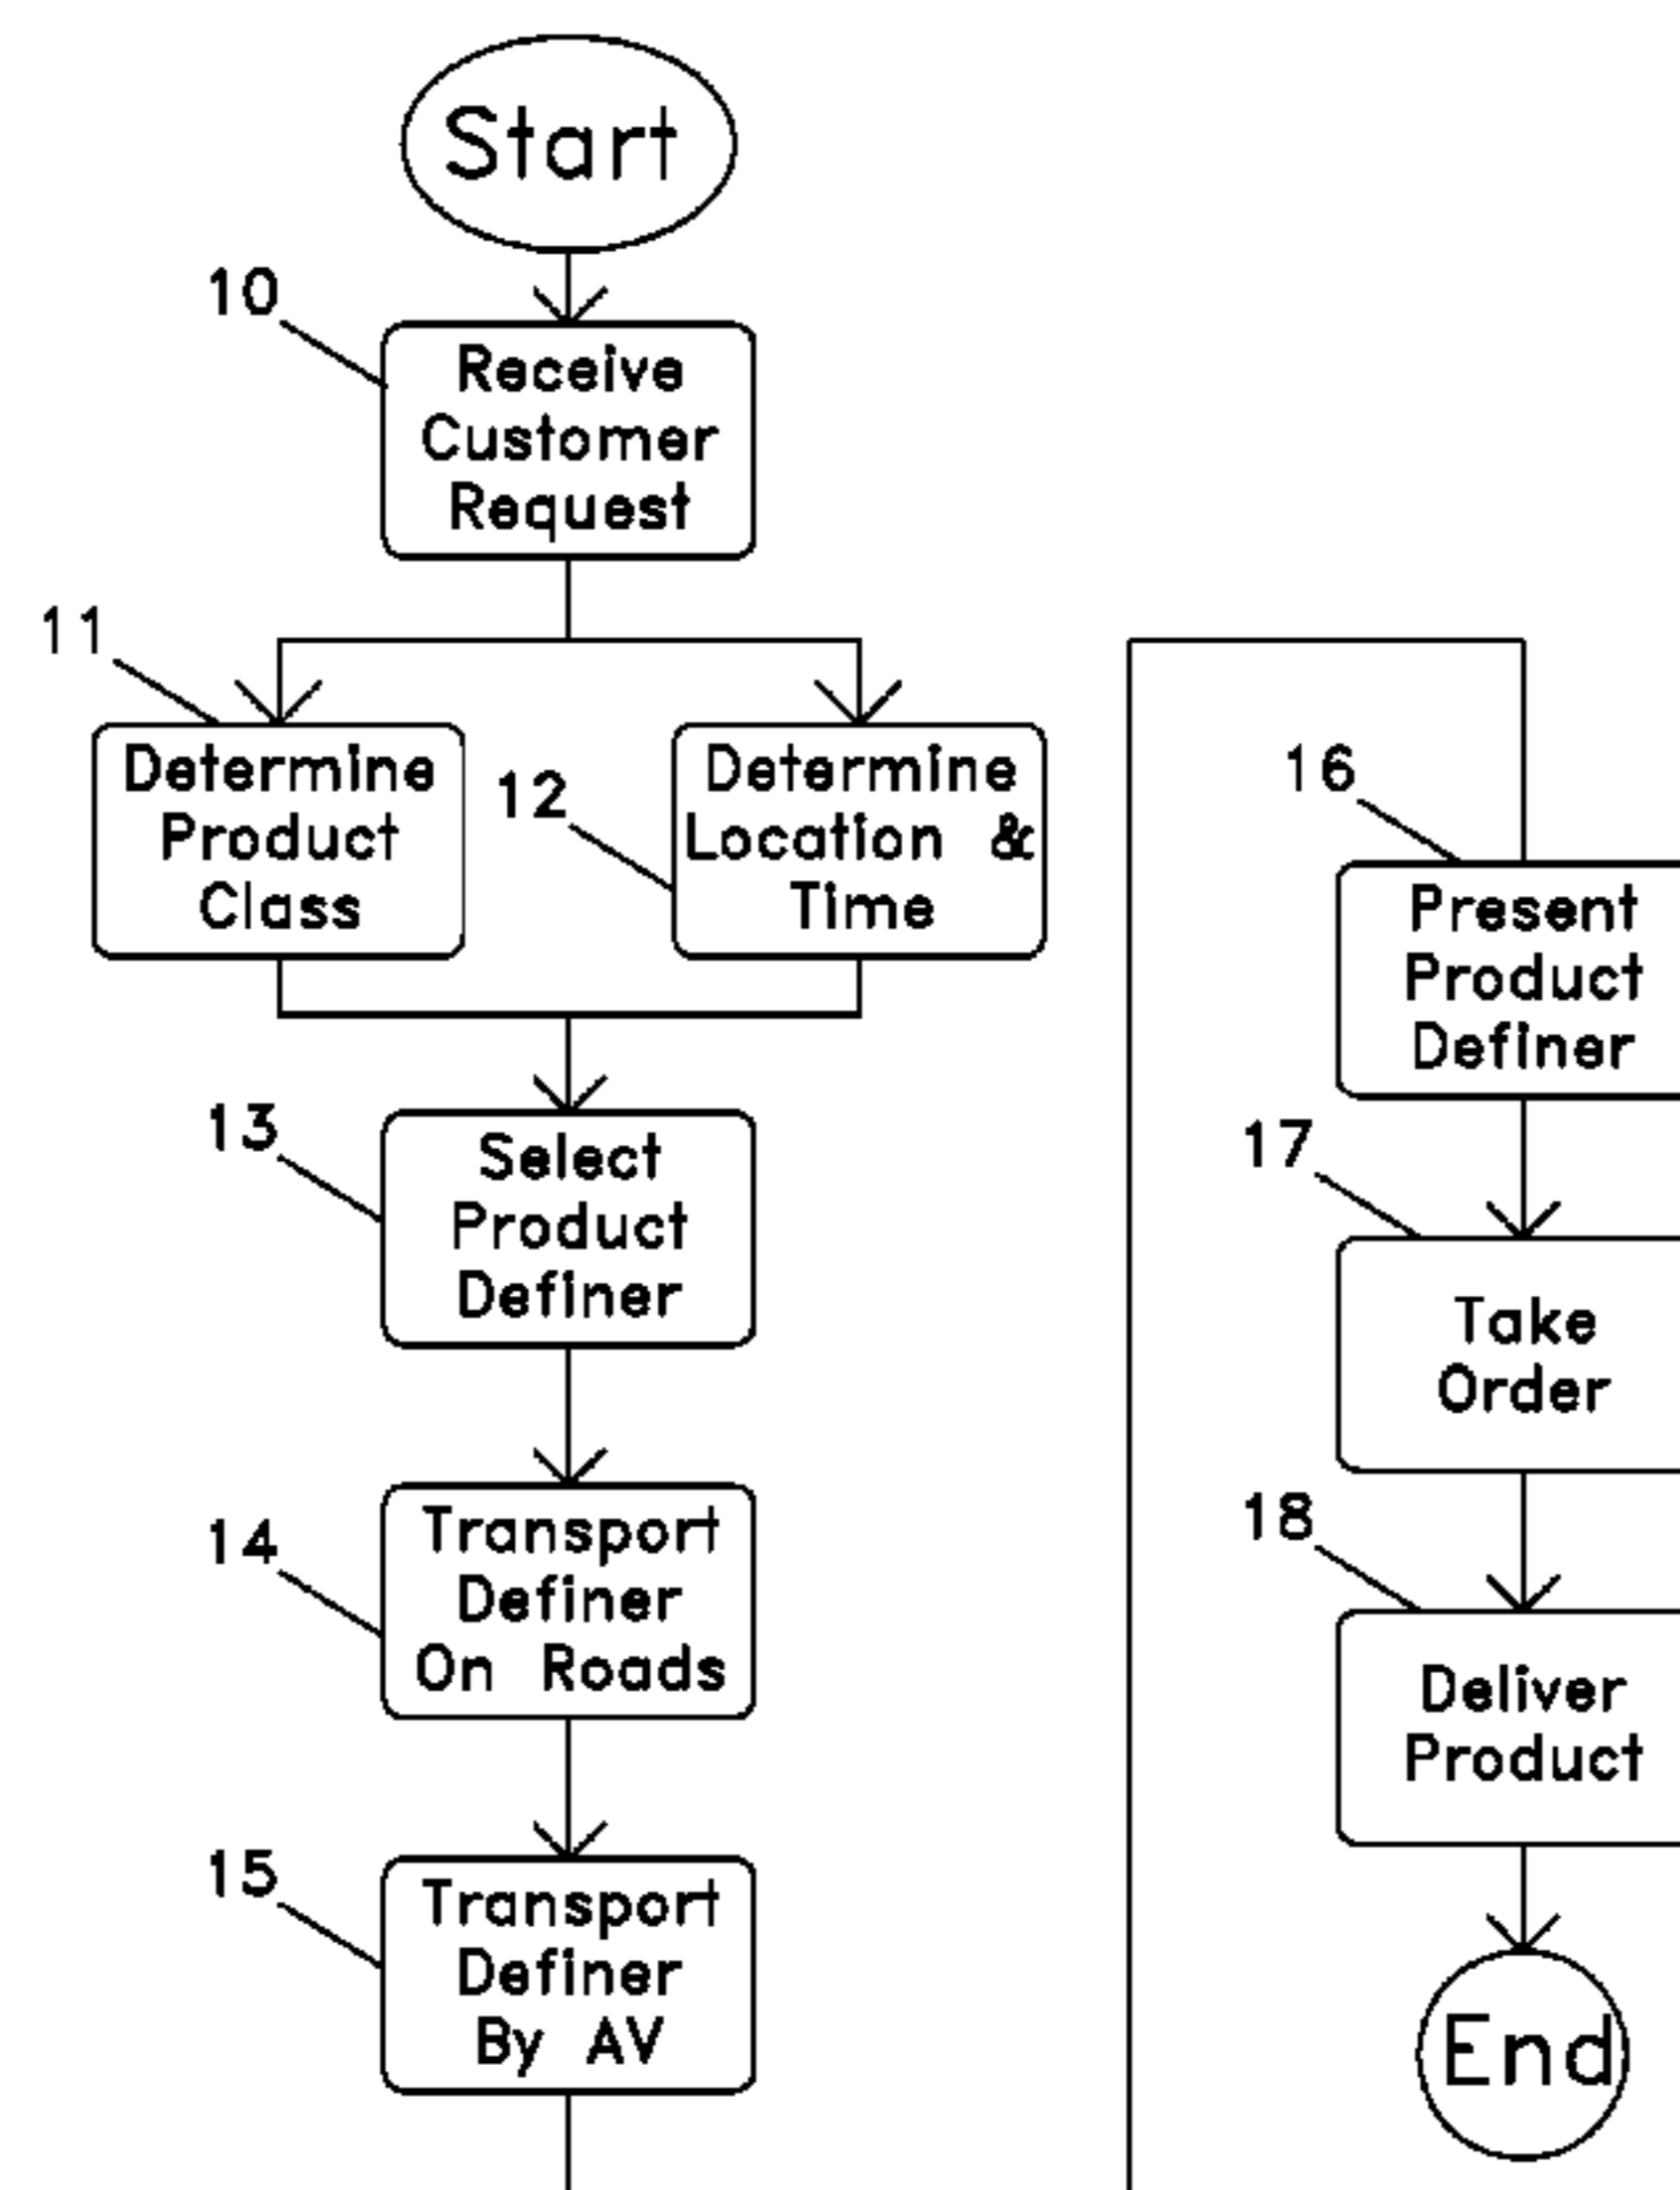 Start
10
Receive
Customer
Request
11
Determine
Product
Class
12
Determine
Location &
Time
13
Select
Product
Definer
14
Transport
Definer
On Roads
15
Transport
Definer
By AV
16
Present
Product
Definer
17
Take
Order
18
Deliver
Product
End